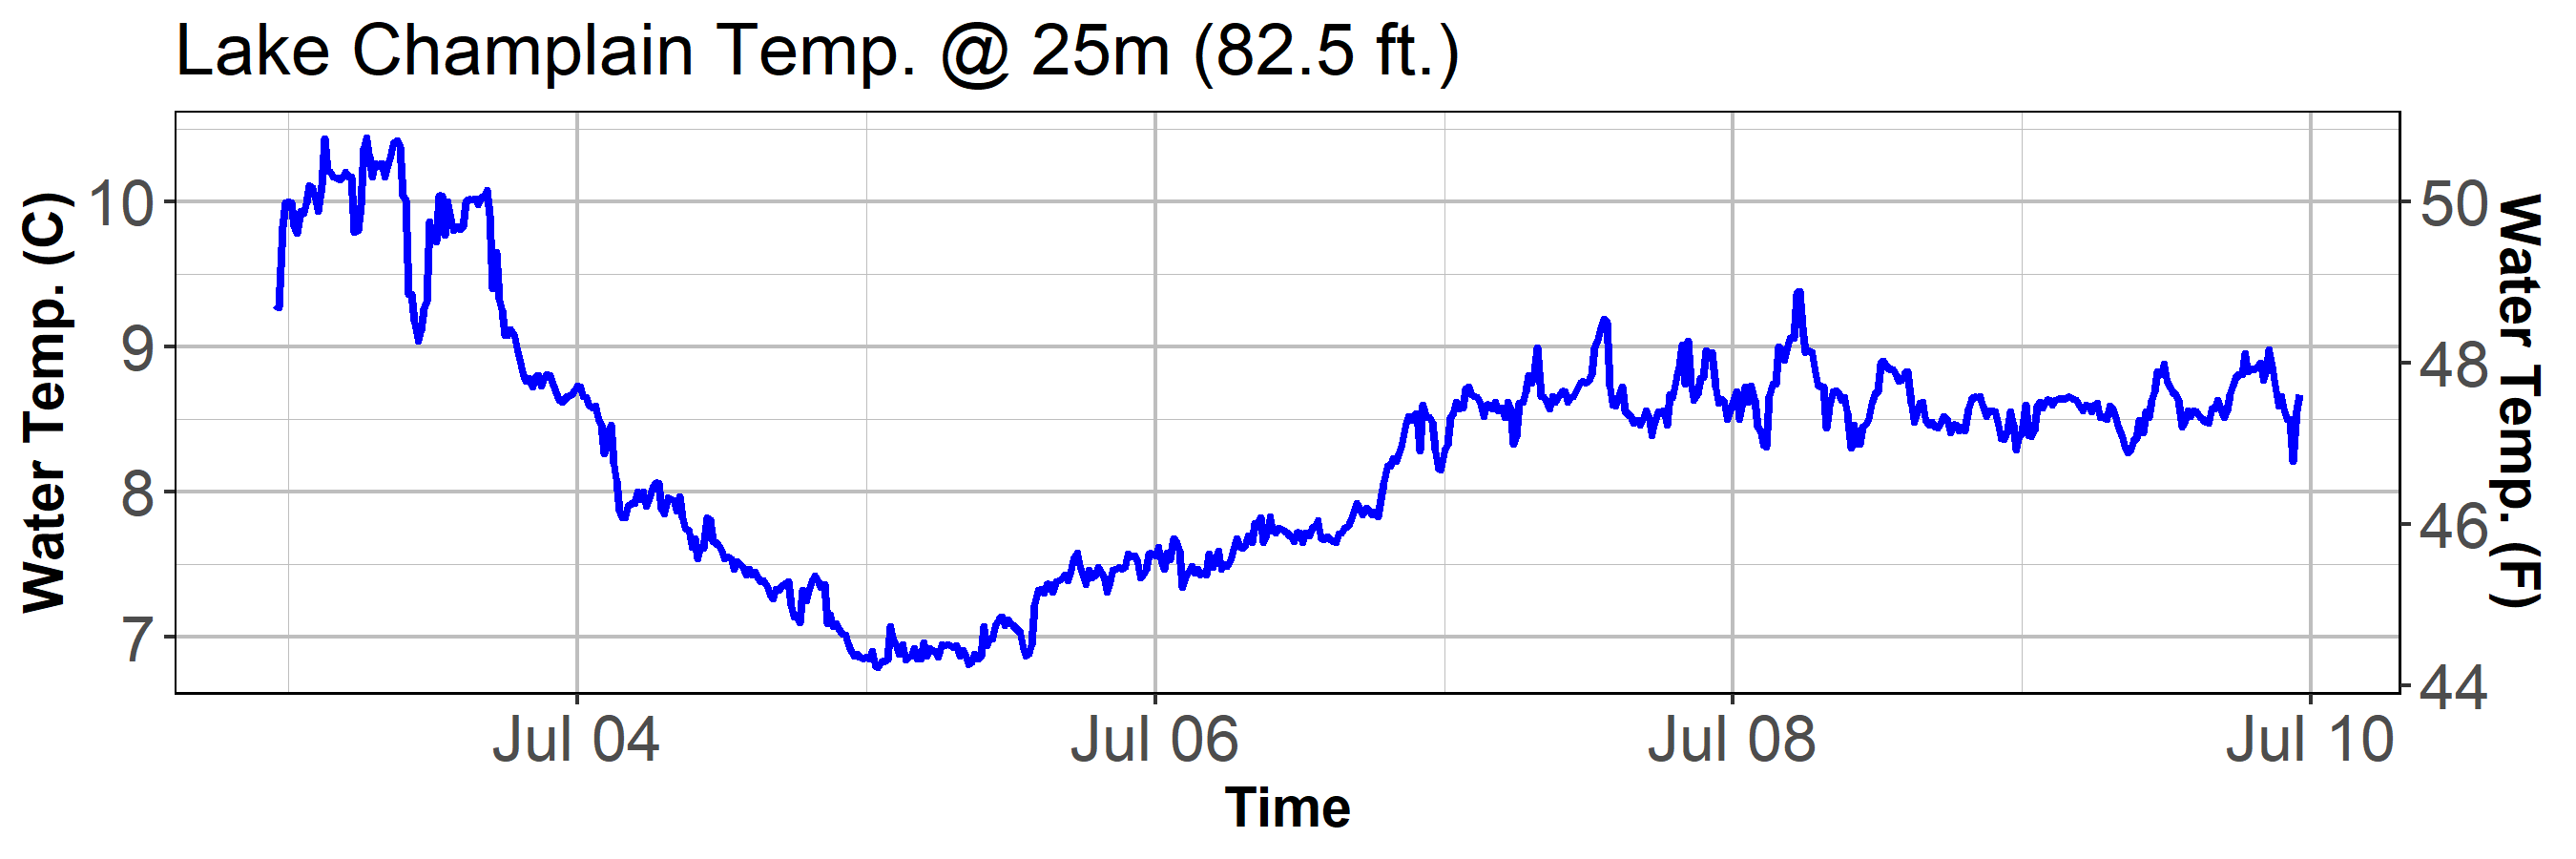 Lake Champlain Temp. @ 25m (82.5 ft.)
Water Temp. (C)
10
9
8
7
50
48
46
44
Water Temp. (F)
Jul 04
Jul 06
Jul 08
Jul 10
Time